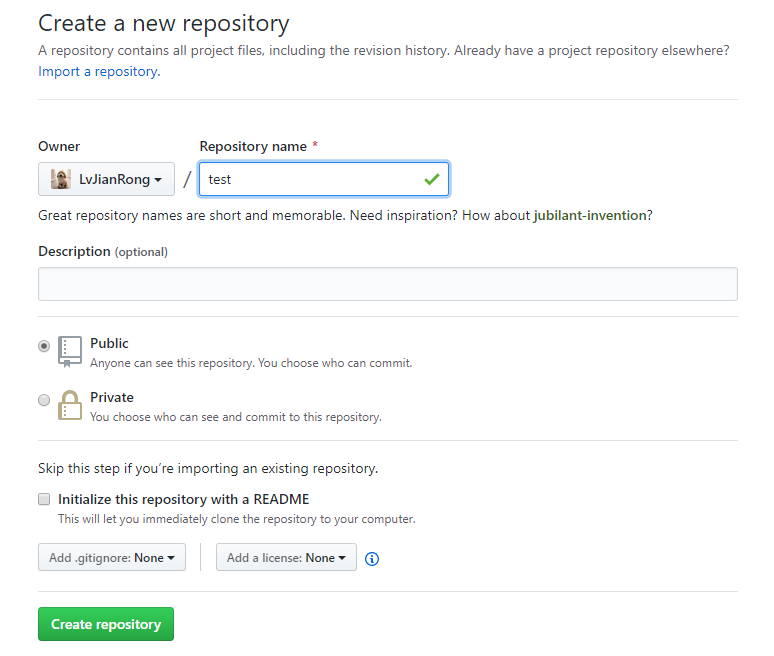 Create a new repository
A repository contains all project files, including the revision history. Already have a project repository elsewhere?
Import a repository.
Owner Repository name *
LvJianRong / test
Great repository names are short and memorable. Need inspiration? How about jubilant-invention?
Description (optional)
Public
Anyone can see this repository. You choose who can commit.
Private
You choose who can see and commit to this repository.
Skip this step if you’re importing an existing repository.
Initialize this repository with a README
This will let you immediately clone the repository to your computer.
Add .gitignore: None Add a license: None
Create repository